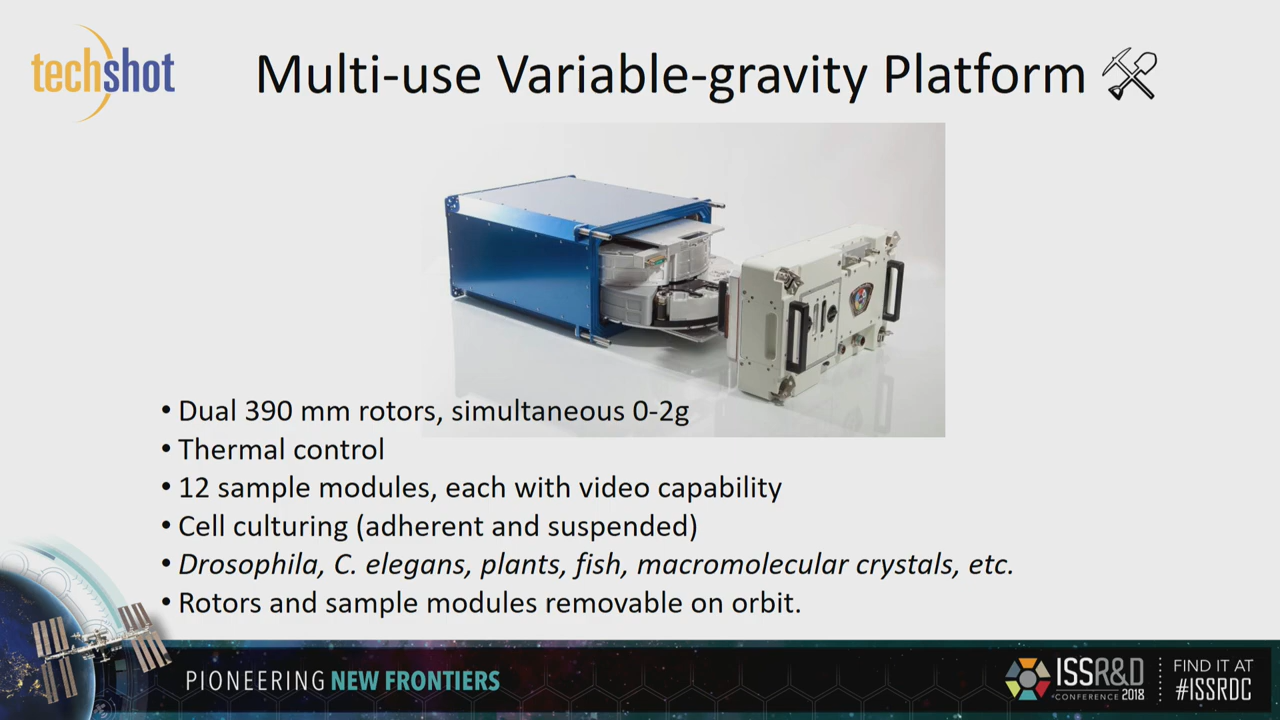 techshot
Multi-use Variable-gravity Platform
• Dual 390 mm rotors, simultaneous 0-2g
• Thermal control
• 12 sample modules, each with video capability
• Cell culturing (adherent and suspended)
• Drosophila, C. elegans, plants, fish, macromolecular crystals, etc.
• Rotors and sample modules removable on orbit.
PIONEERING NEW FRONTIERS
ISSR&D
CONFERENCE 2018
FIND IT AT
#ISSRDC